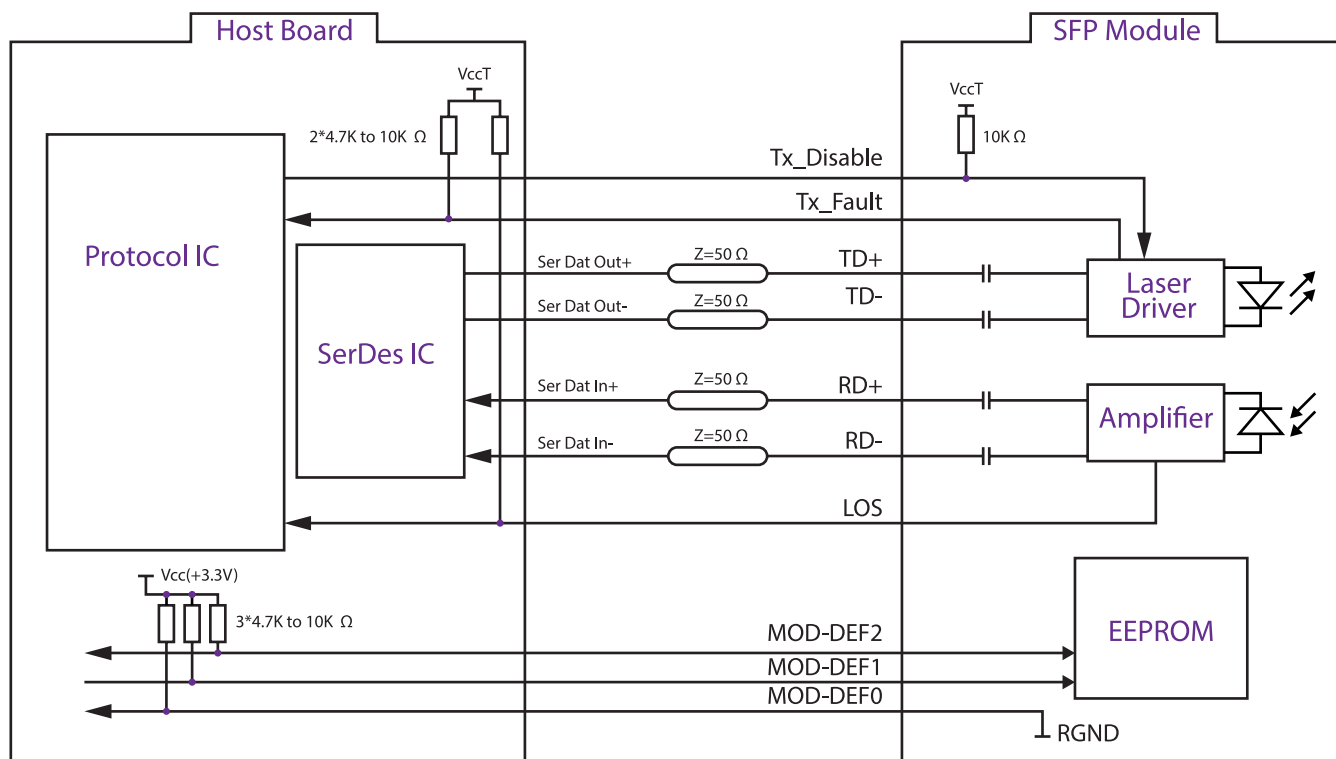 Host Board
SFP Module
VccT
VccT
2*4.7K to 10K Ω
10K Ω
Tx_Disable
Tx_Fault
Protocol IC
Ser Dat Out+
Z=50 Ω
TD+
Ser Dat Out-
Z=50 Ω
TD-
Laser
Driver
SerDes IC
Ser Dat In+
Z=50 Ω
RD+
Ser Dat In-
Z=50 Ω
RD-
Amplifier
LOS
Vcc(+3.3V)
3*4.7K to 10K Ω
MOD-DEF2
MOD-DEF1
MOD-DEF0
EEPROM
RGND